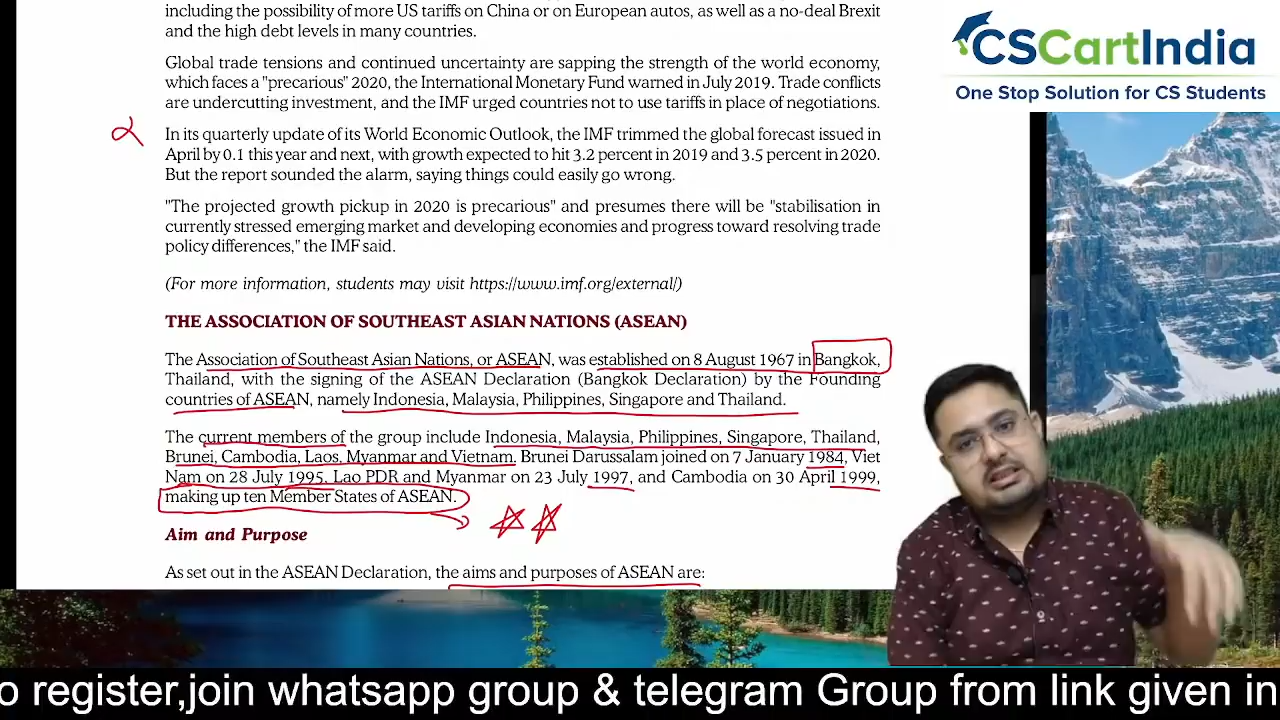 including the possibility of more US tariffs on China or on European autos, as well as a no-deal Brexit
and the high debt levels in many countries.
Global trade tensions and continued uncertainty are sapping the strength of the world economy,
which faces a "precarious" 2020, the International Monetary Fund warned in July 2019. Trade conflicts
are undercutting investment, and the IMF urged countries not to use tariffs in place of negotiations.
In its quarterly update of its World Economic Outlook, the IMF trimmed the global forecast issued in
April by 0.1 this year and next, with growth expected to hit 3.2 percent in 2019 and 3.5 percent in 2020.
But the report sounded the alarm, saying things could easily go wrong.
"The projected growth pickup in 2020 is precarious" and presumes there will be "stabilisation in
currently stressed emerging market and developing economies and progress toward resolving trade
policy differences," the IMF said.
(For more information, students may visit https://www.imf.org/external/)
THE ASSOCIATION OF SOUTHEAST ASIAN NATIONS (ASEAN)
The Association of Southeast Asian Nations, or ASEAN, was established on 8 August 1967 in Bangkok,
Thailand, with the signing of the ASEAN Declaration (Bangkok Declaration) by the Founding
countries of ASEAN, namely Indonesia, Malaysia, Philippines, Singapore and Thailand.
The current members of the group include Indonesia, Malaysia, Philippines, Singapore, Thailand,
Brunei, Cambodia, Laos, Myanmar and Vietnam. Brunei Darussalam joined on 7 January 1984, Viet
Nam on 28 July 1995, Lao PDR and Myanmar on 23 July 1997, and Cambodia on 30 April 1999,
making up ten Member States of ASEAN.
Aim and Purpose
As set out in the ASEAN Declaration, the aims and purposes of ASEAN are:
CSCartIndia
One Stop Solution for CS Students
o register,join whatsapp group & telegram Group from link given in